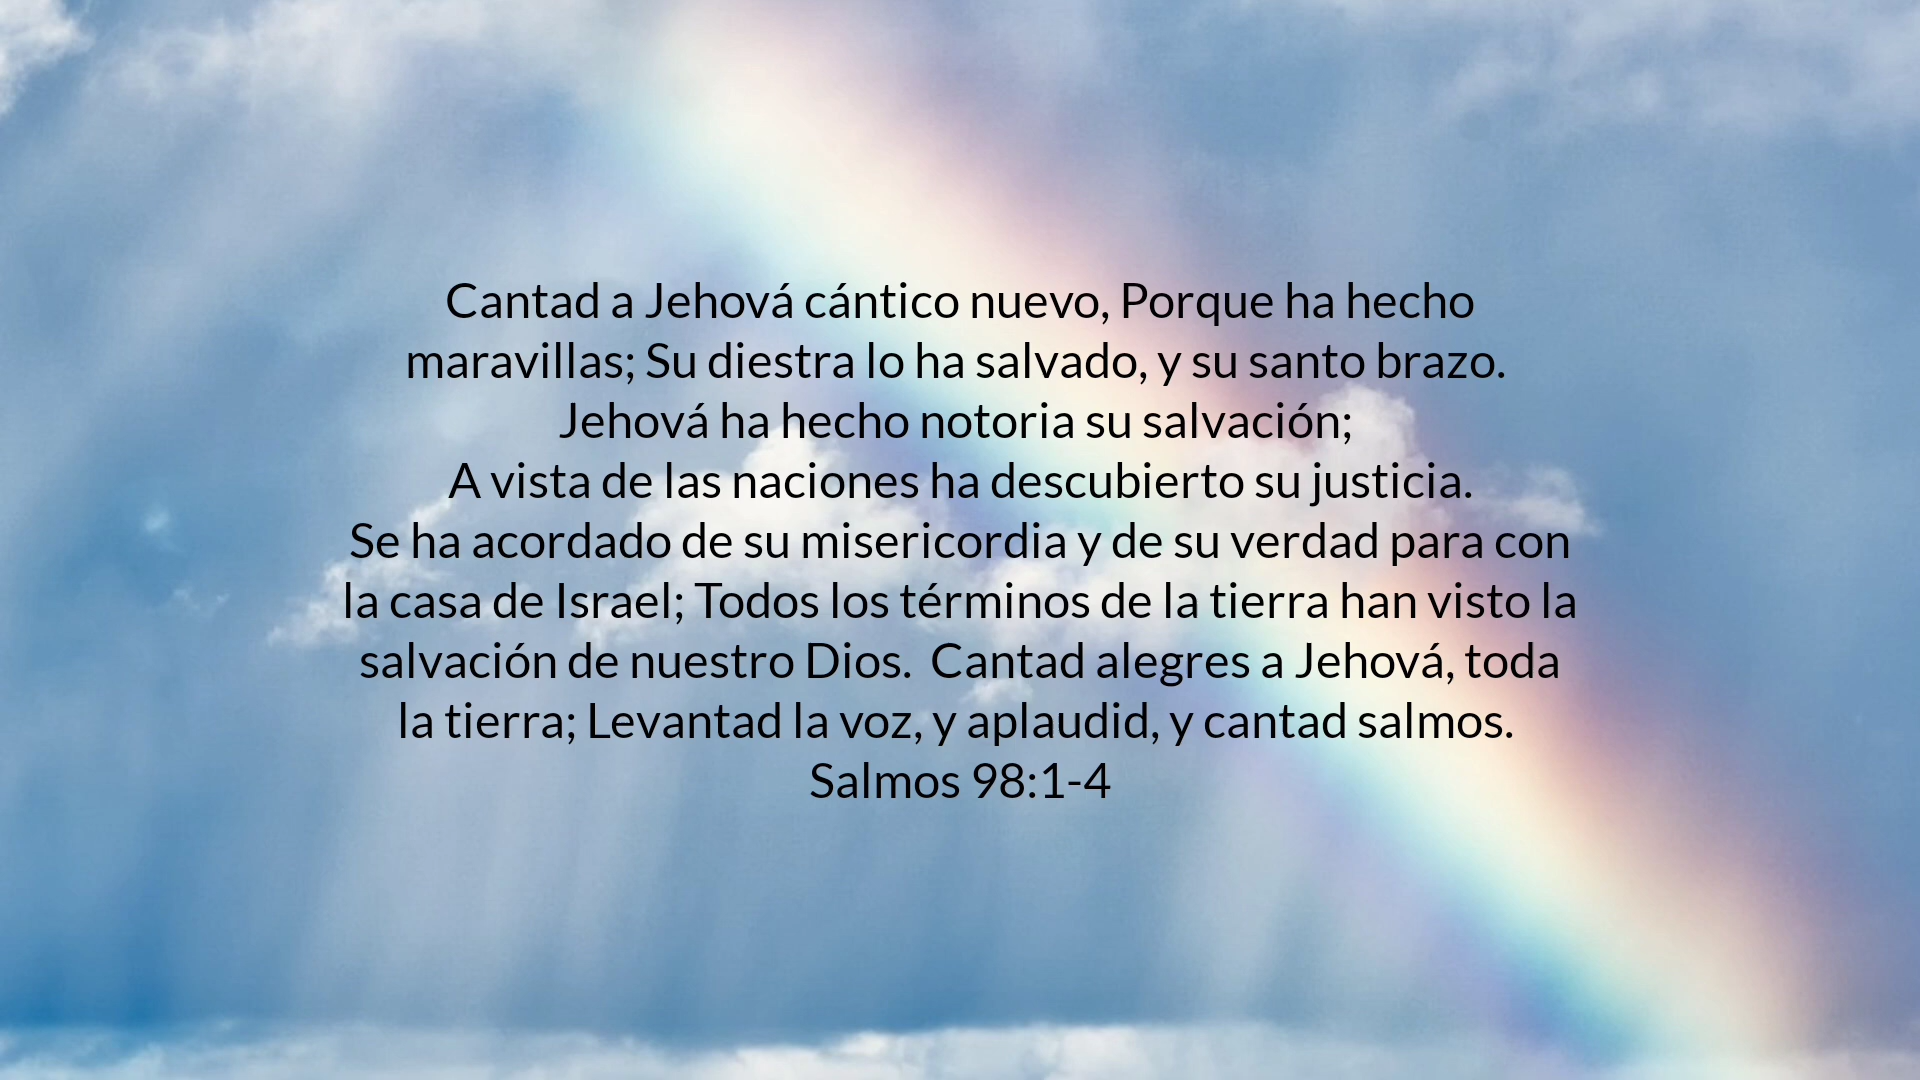 Cantad a Jehová cántico nuevo, Porque ha hecho
maravillas; Su diestra lo ha salvado, y su santo brazo.
Jehová ha hecho notoria su salvación;
A vista de las naciones ha descubierto su justicia.
Se ha acordado de su misericordia y de su verdad para con
la casa de Israel; Todos los términos de la tierra han visto la
salvación de nuestro Dios.  Cantad alegres a Jehová, toda
la tierra; Levantad la voz, y aplaudid, y cantad salmos.
Salmos 98:1-4